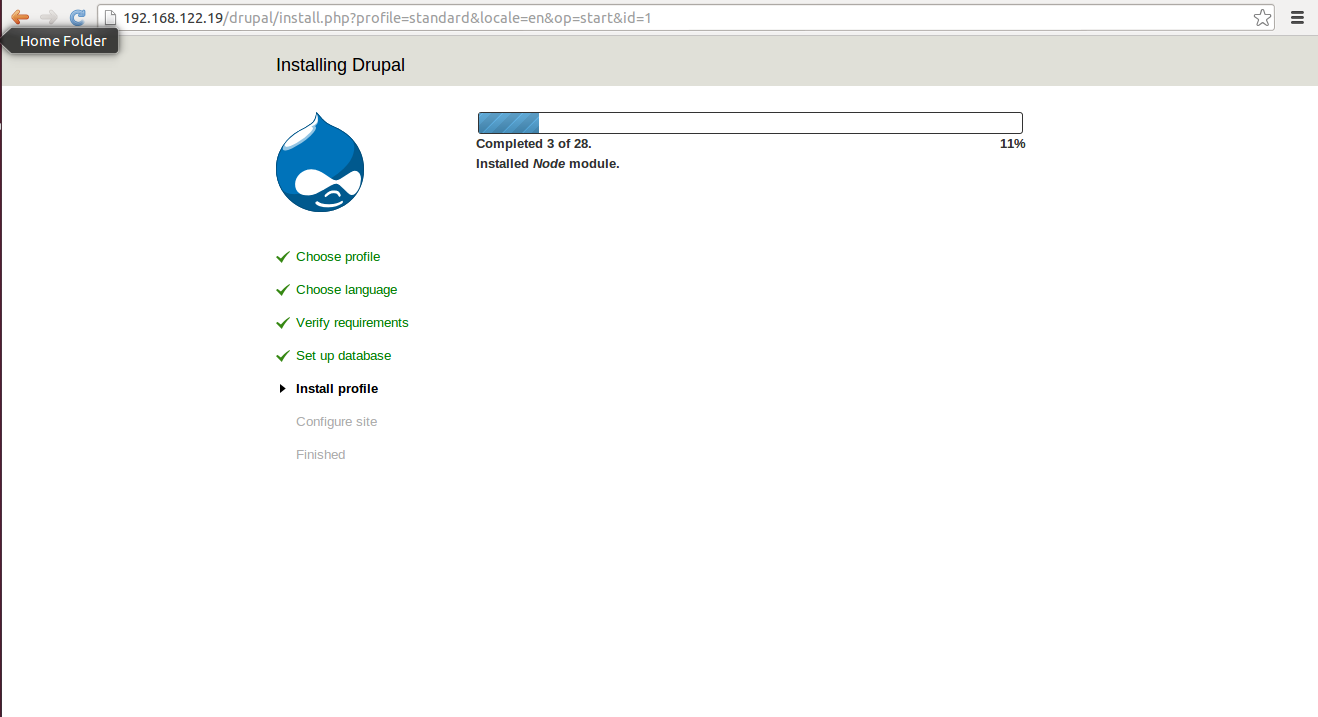 192.168.122.19/drupal/install.php?profile=standard&locale=en&op=start&id=1
Home Folder
Installing Drupal
Completed 3 of 28. 11%
Installed Node module.
Choose profile
Choose language
Verify requirements
Set up database
Install profile
Configure site
Finished